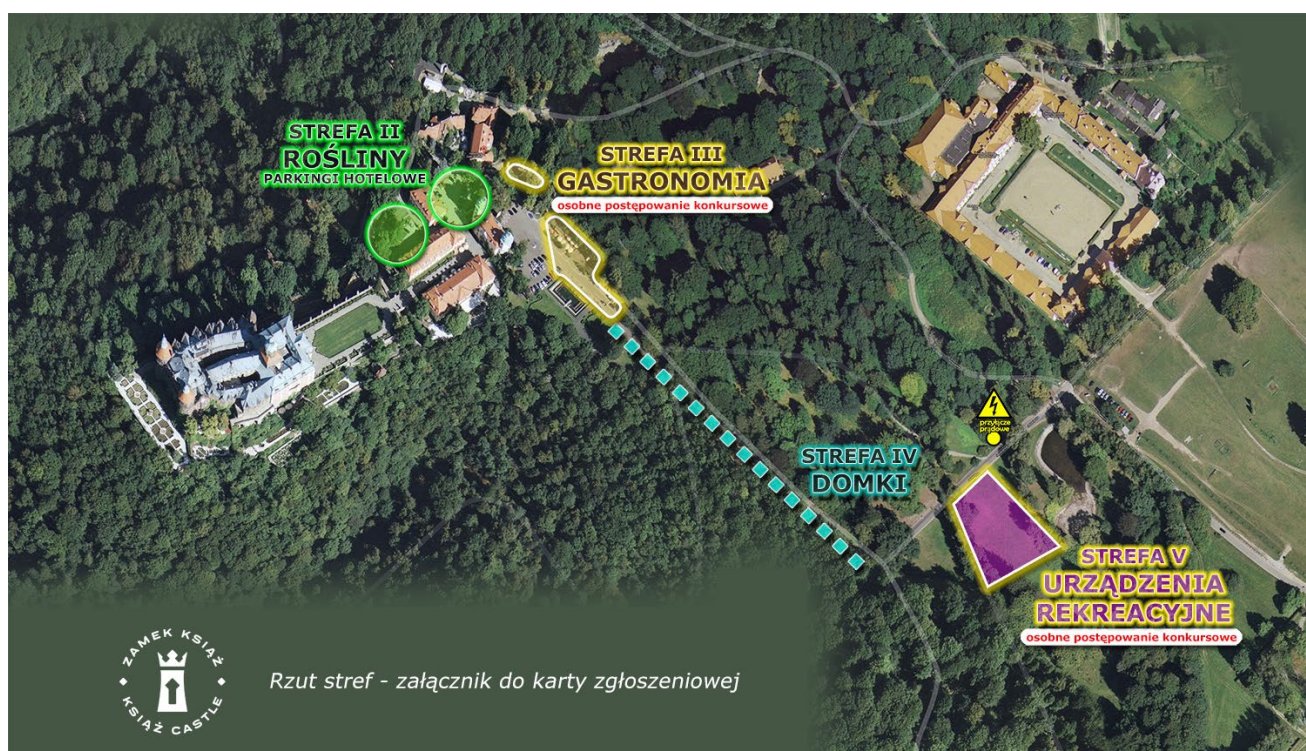 STREFA II
ROŚLINY
PARKINGI HOTELOWE
STREFA III
GASTRONOMIA
osobne postępowanie konkursowe
przyłącze
prądowe
STREFA IV
DOMKI
STREFA V
URZĄDZENIA
REKREACYJNE
osobne postępowanie konkursowe
ZAMEK KSIĄŻ
KSIĄŻ CASTLE
Rzut stref - załącznik do karty zgłoszeniowej